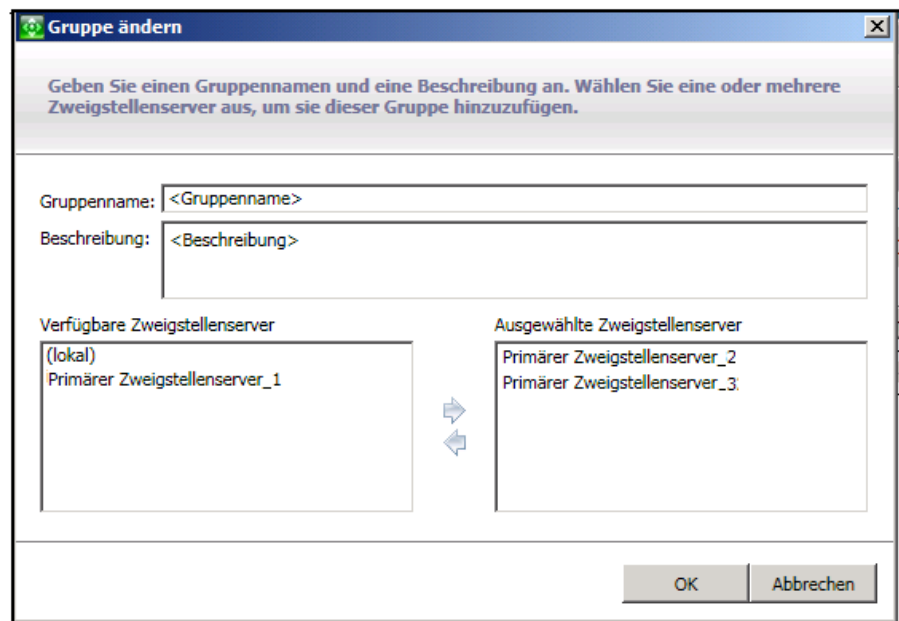 Gruppe ändern
Geben Sie einen Gruppennamen und eine Beschreibung an. Wählen Sie eine oder mehrere
Zweigstellenserver aus, um sie dieser Gruppe hinzuzufügen.
Gruppenname: <Gruppenname>
Beschreibung: <Beschreibung>
Verfügbare Zweigstellenserver
(lokal)
Primärer Zweigstellenserver_1
Ausgewählte Zweigstellenserver
Primärer Zweigstellenserver_2
Primärer Zweigstellenserver_3
OK
Abbrechen